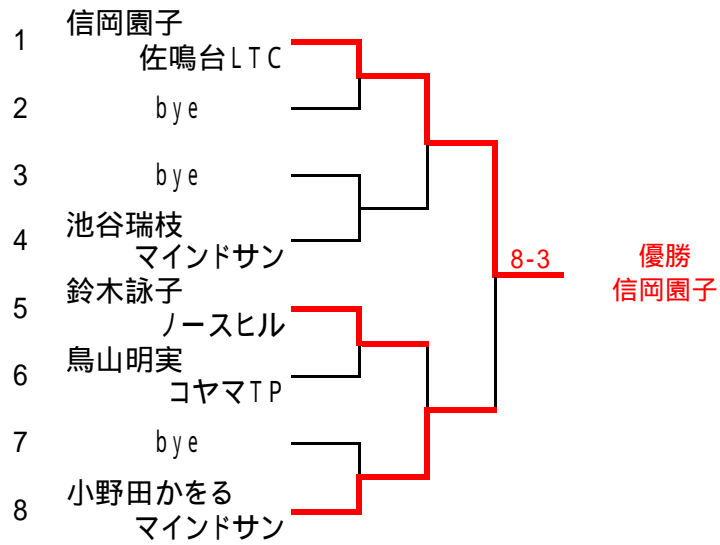 1 信岡園子
佐鳴台LTC
2 bye
3 bye
4 池谷瑞枝
マインドサン
8-3
優勝
信岡園子
5 鈴木詠子
ノースヒル
6 鳥山明実
コヤマTP
7 bye
8 小野田かをる
マインドサン